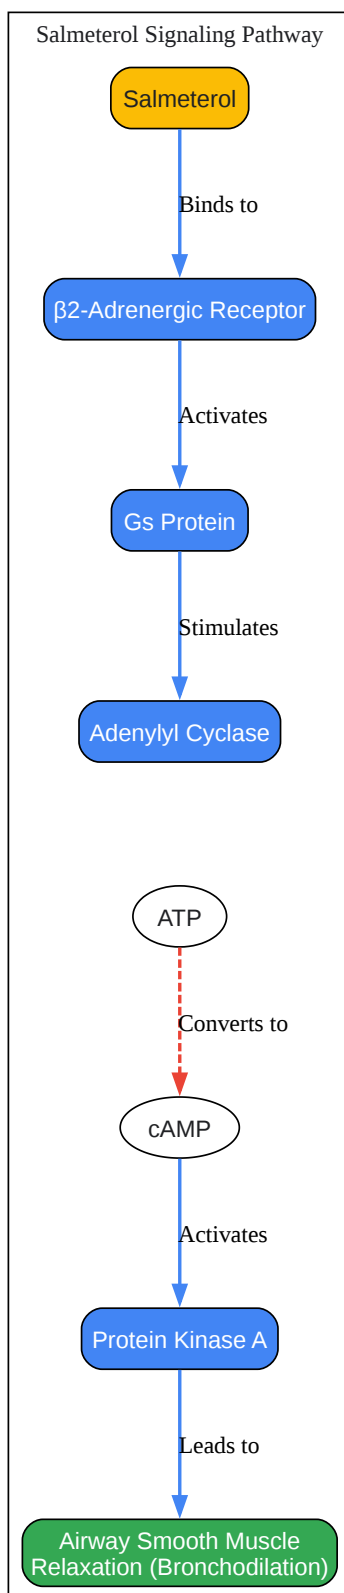 Salmeterol Signaling Pathway
Salmeterol
Binds to
β2-Adrenergic Receptor
Activates
Gs Protein
Stimulates
Adenylyl Cyclase
ATP
Converts to
cAMP
Activates
Protein Kinase A
Leads to
Airway Smooth Muscle
Relaxation (Bronchodilation)